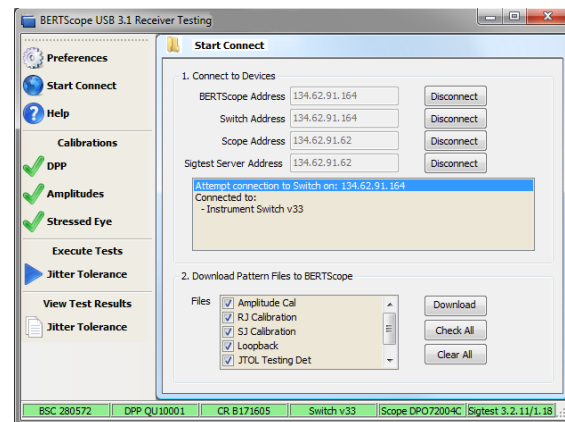 BERTScope USB 3.1 Receiver Testing
Preferences
Start Connect
Help
Calibrations
DPP
Amplitudes
Stressed Eye
Execute Tests
Jitter Tolerance
View Test Results
Jitter Tolerance
Start Connect
1. Connect to Devices
BERTScope Address 134.62.91.164 Disconnect
Switch Address 134.62.91.164 Disconnect
Scope Address 134.62.91.62 Disconnect
Sigtest Server Address 134.62.91.62 Disconnect
Attempt connection to Switch on: 134.62.91.164
Connected to:
- Instrument Switch v33
2. Download Pattern Files to BERTScope
Files Amplitude Cal Download
RJ Calibration
SJ Calibration Check All
Loopback
JTOL Testing Det Clear All
BSC 280572 DPP QU10001 CR B171605 Switch v33 Scope DPO72004C Sigtest 3.2.11/1.18